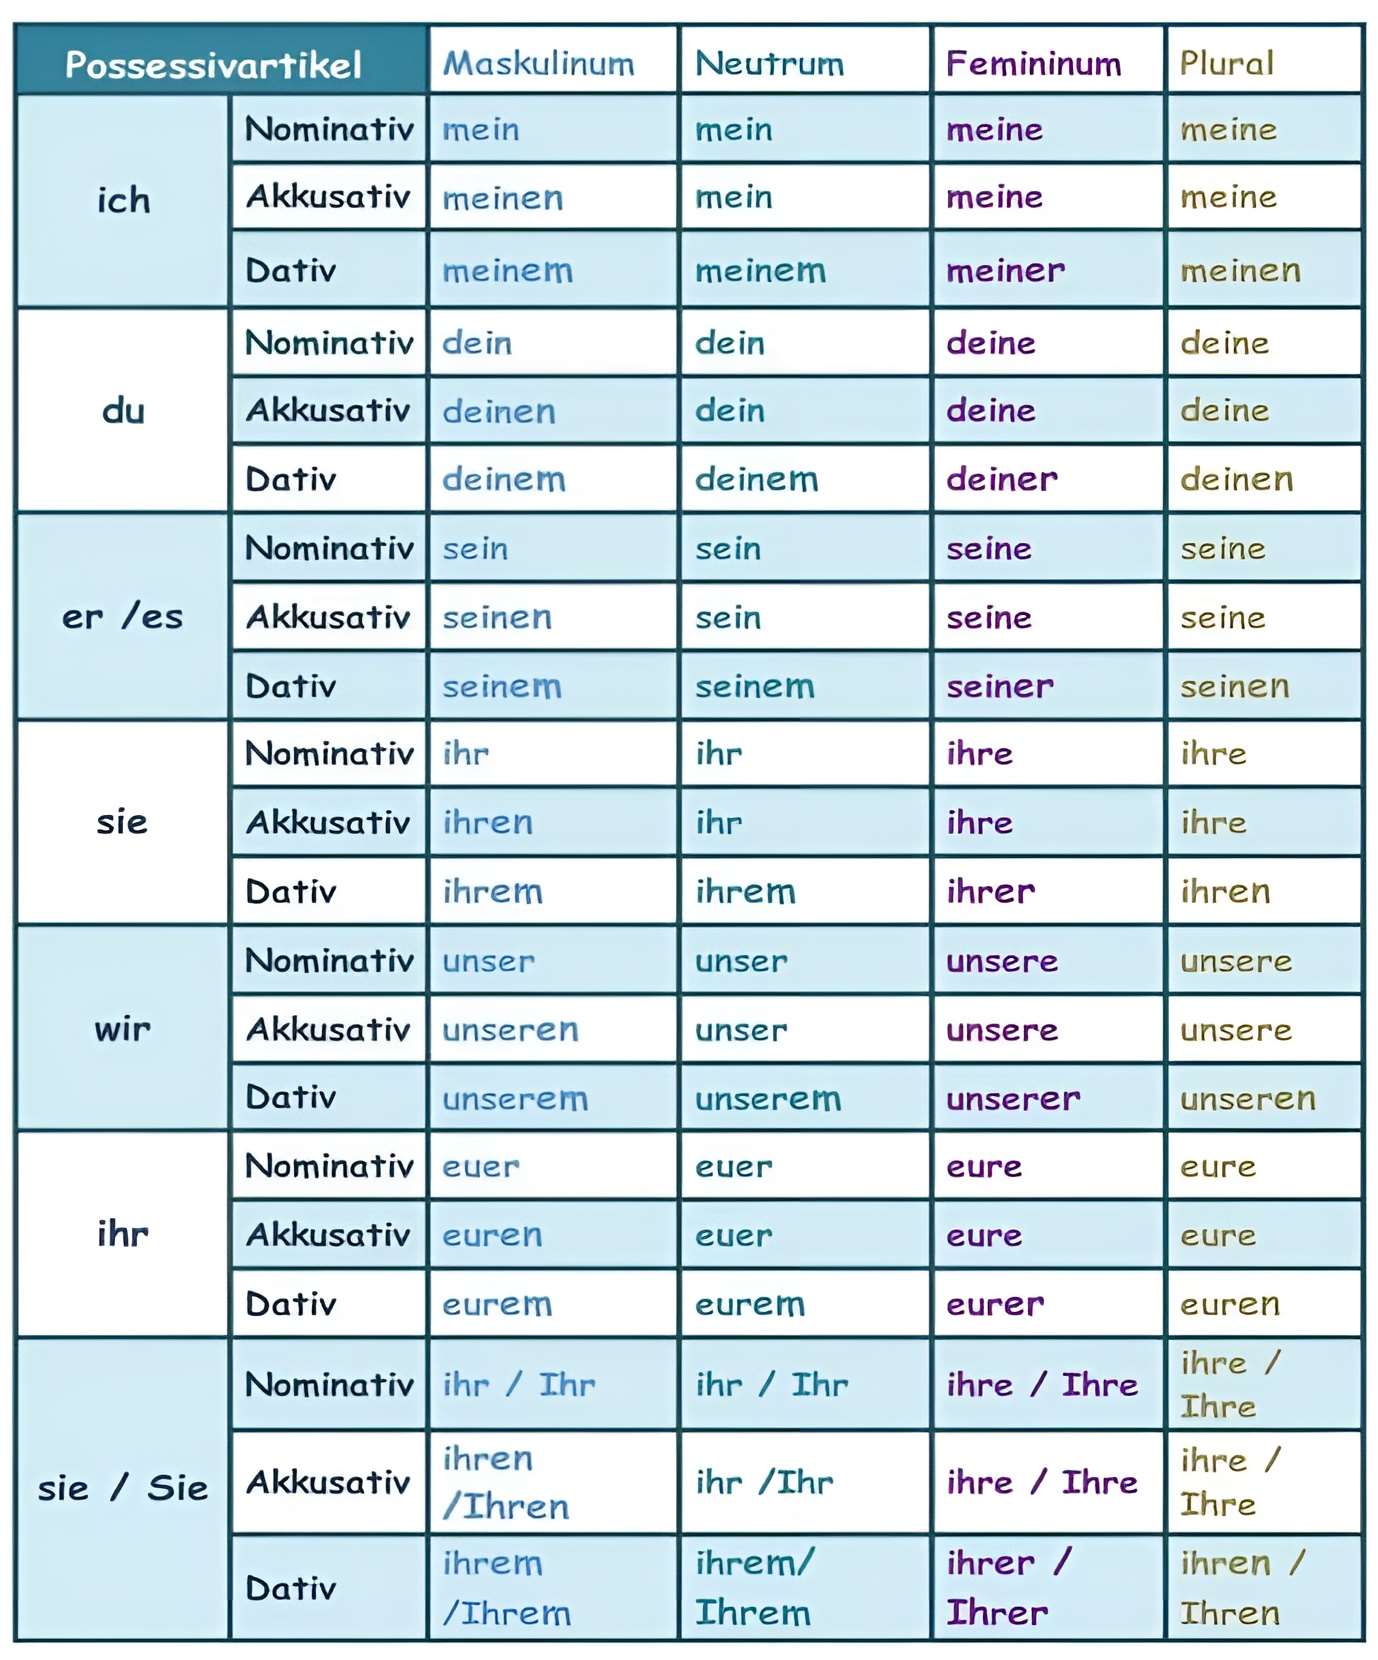 Possessivartikel Maskulinum Neutrum Femininum Plural
ich
Nominativ mein mein meine meine
Akkusativ meinen mein meine meine
Dativ meinem meinem meiner meinen
du
Nominativ dein dein deine deine
Akkusativ deinen dein deine deine
Dativ deinem deinem deiner deinen
er /es
Nominativ sein sein seine seine
Akkusativ seinen sein seine seine
Dativ seinem seinem seiner seinen
sie
Nominativ ihr ihr ihre ihre
Akkusativ ihren ihr ihre ihre
Dativ ihrem ihrem ihrer ihren
wir
Nominativ unser unser unsere unsere
Akkusativ unseren unser unsere unsere
Dativ unserem unserem unserer unseren
ihr
Nominativ euer euer eure eure
Akkusativ euren euer eure eure
Dativ eurem eurem eurer euren
sie / Sie
Nominativ ihr / Ihr ihr / Ihr ihre / Ihre ihre /
Ihre
Akkusativ ihren
/Ihren
ihr /Ihr ihre / Ihre ihre /
Ihre
Dativ ihrem
/Ihrem
ihrem/
Ihrem
ihrer /
Ihrer
ihren /
Ihren